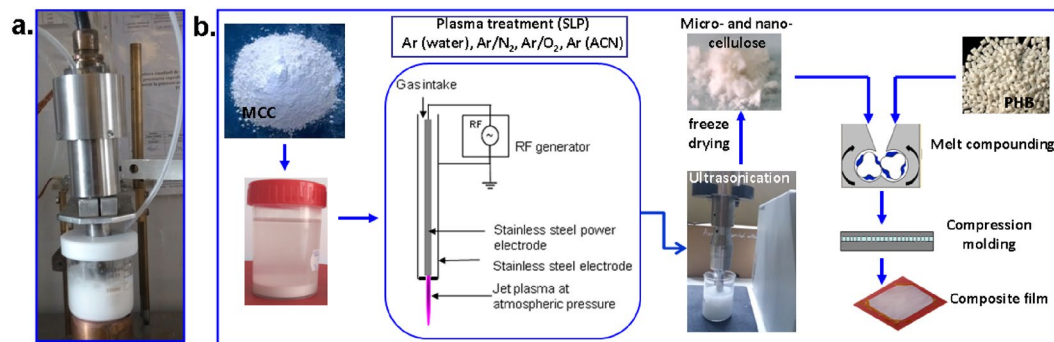 a.
b.
Plasma treatment (SLP)
Ar (water), Ar/N₂, Ar/O₂, Ar (ACN)
MCC
Gas intake
RF
~
RF generator
Stainless steel power
electrode
Stainless steel electrode
Jet plasma at
atmospheric pressure
Micro- and nano-
cellulose
freeze
drying
Ultrasonication
PHB
Melt compounding
Compression
molding
Composite film